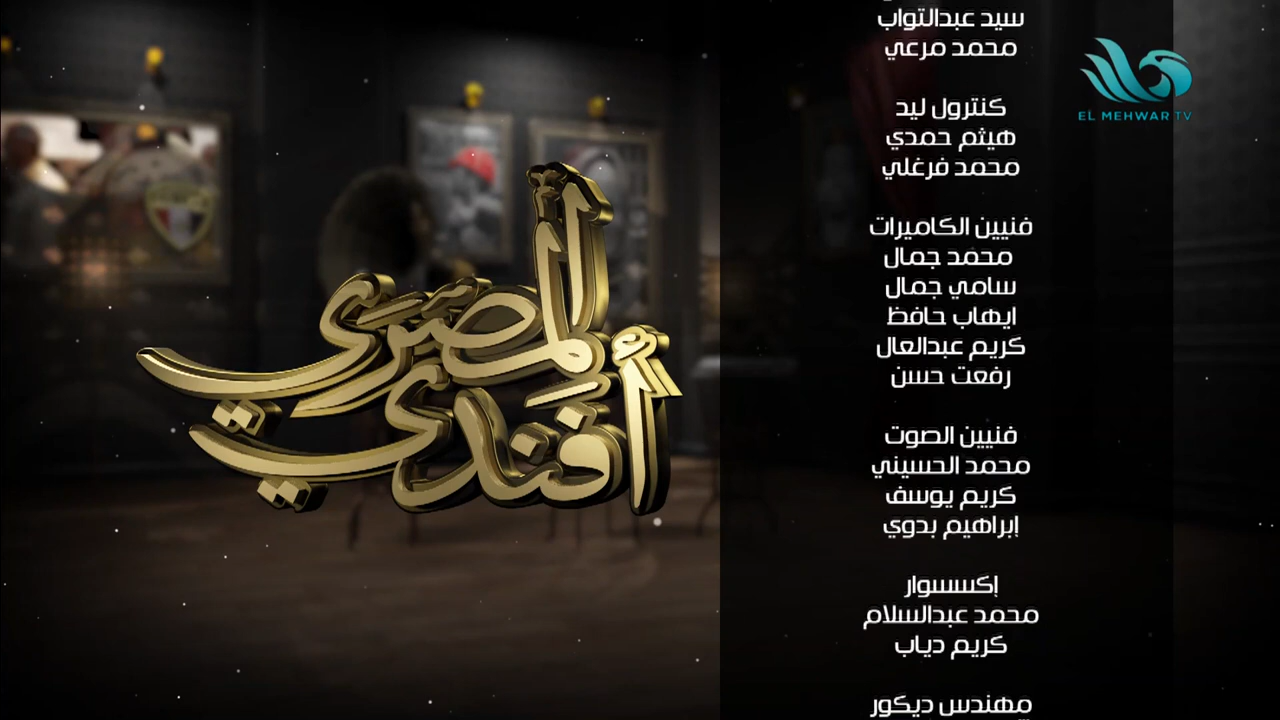 سيد عبدالتواب
محمد مرعي
كنترول ليد
هيثم حمدي
محمد فرغلي
فنيين الكاميرات
محمد جمال
سامي جمال
ايهاب حافظ
كريم عبدالعال
رفعت حسن
فنيين الصوت
محمد الحسيني
كريم يوسف
إبراهيم بدوي
إكسسوار
محمد عبدالسلام
كريم دياب
مهندس ديكور
EL MEHWAR TV
المصري
أفندي